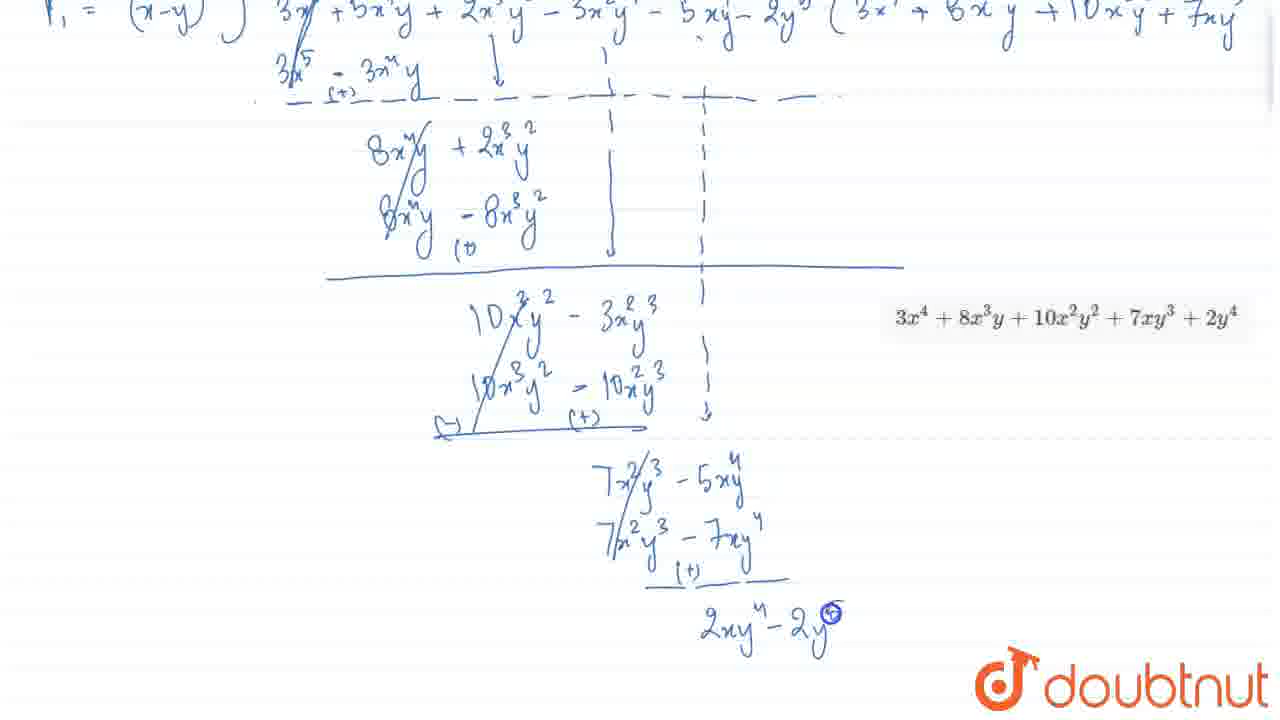 P₁ = (x-y) ) 3x⁵ + 5x⁴y + 2x³y² - 3x²y³ - 5xy⁴ - 2y⁵ ( 3x⁴ + 8x³y + 10x²y² + 7xy³
3x⁵ - 3x⁴y
(+)
8x⁴y + 2x³y²
8x⁴y - 8x³y²
(+)
10x³y² - 3x²y³
3x⁴ + 8x³y + 10x²y² + 7xy³ + 2y⁴
10x³y² - 10x²y³
(-) (+)
7x²y³ - 5xy⁴
7x²y³ - 7xy⁴
(+)
2xy⁴ - 2y⁵
doubtnut